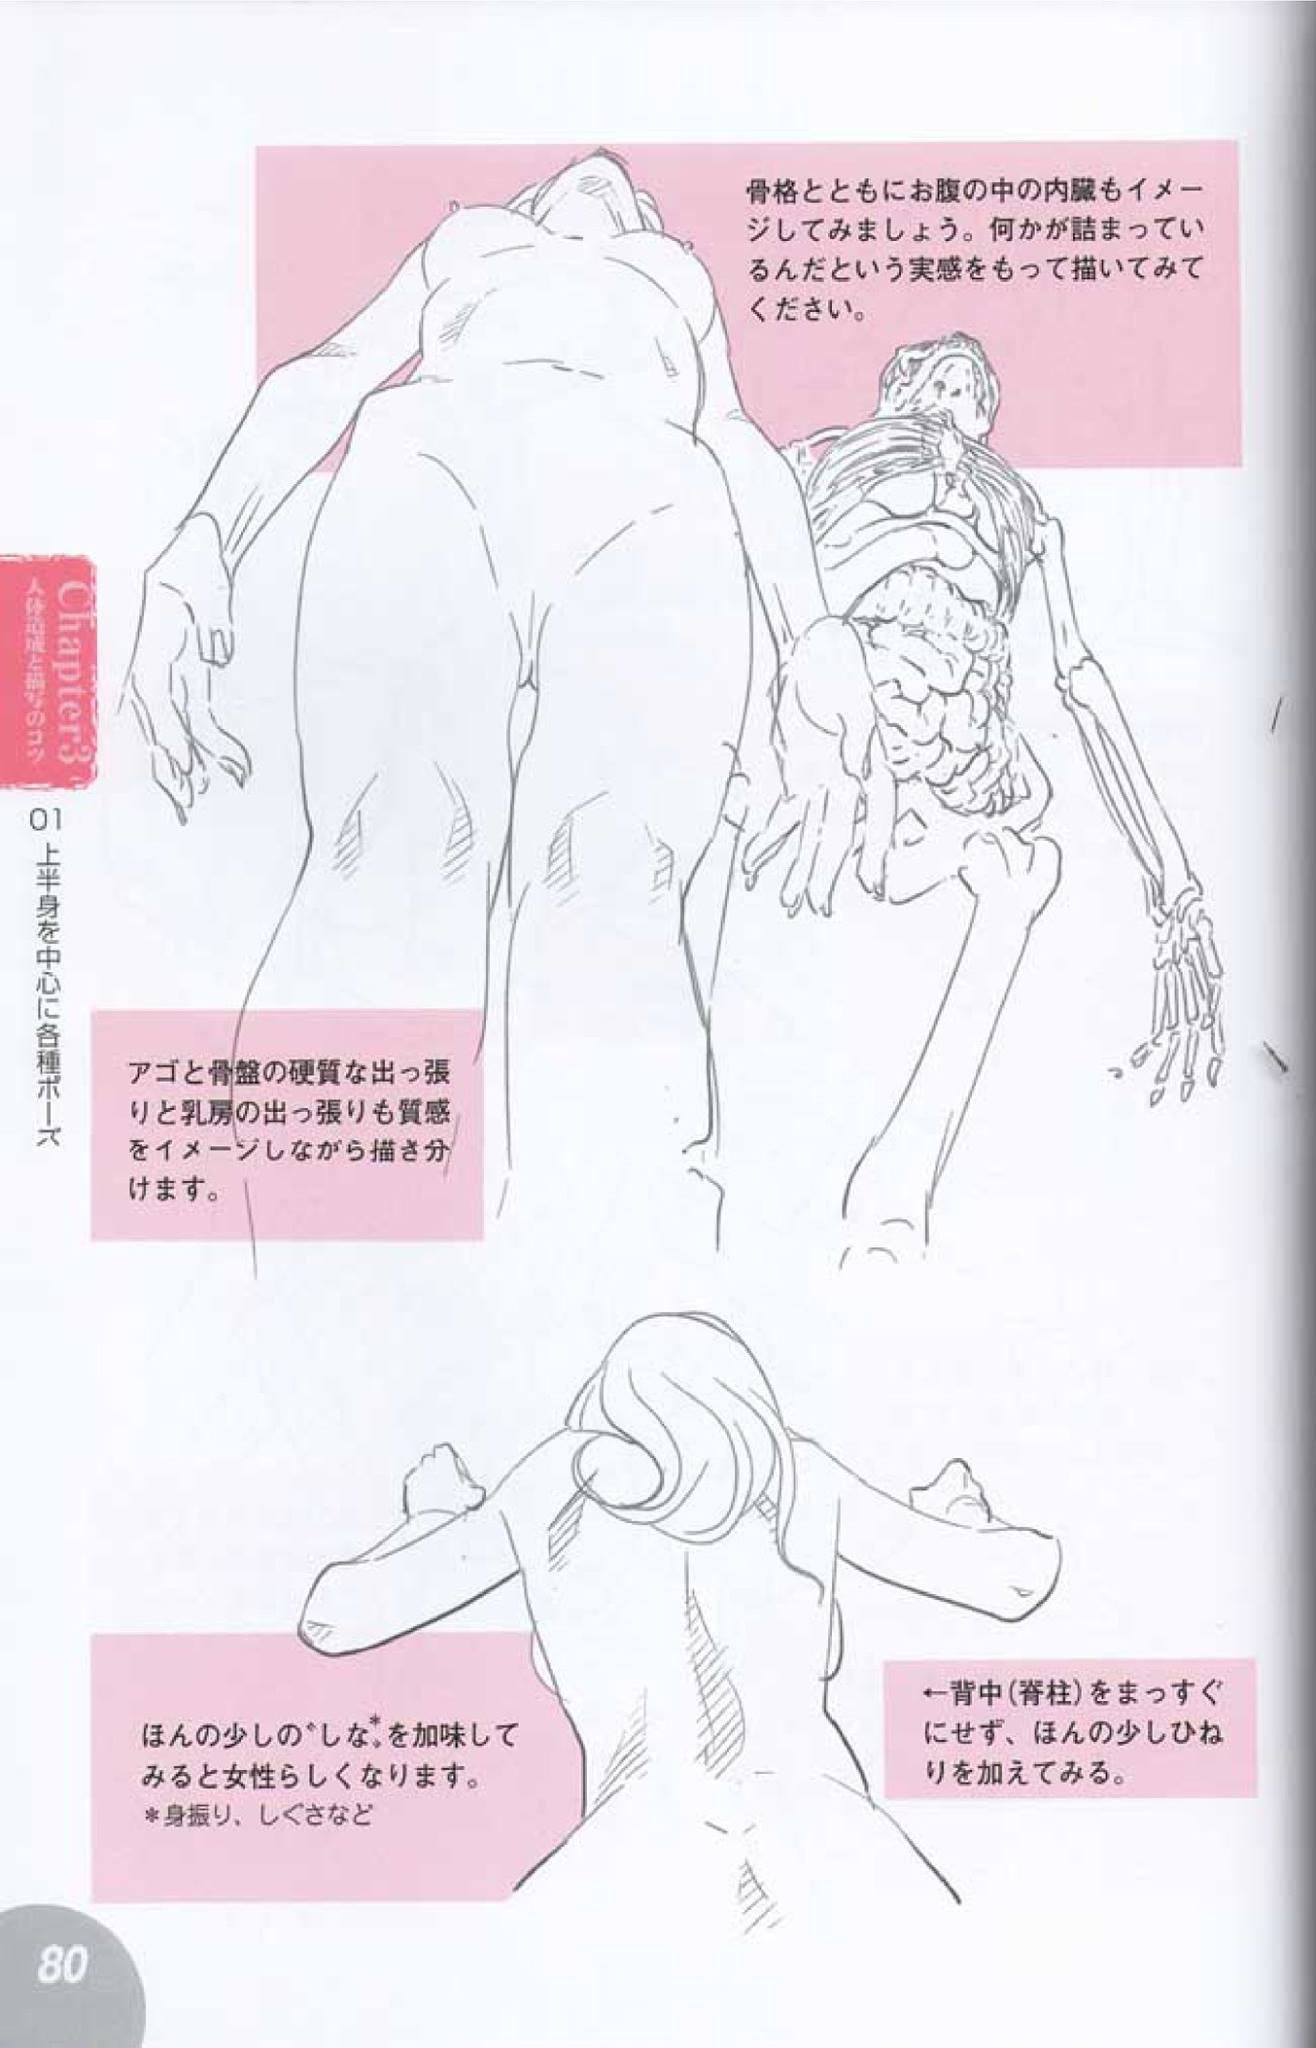 骨格とともにお腹の中の内臓もイメー
ジしてみましょう。何かが詰まってい
るんだという実感をもって描いてみて
ください。
Chapter3
人体造成と描写のコツ
01 上半身を中心に各種ポーズ
アゴと骨盤の硬質な出っ張
りと乳房の出っ張りも質感
をイメージしながら描き分
けます。
ほんの少しの〝しな*〟を加味して
みると女性らしくなります。
*身振り、しぐさなど
←背中(脊柱)をまっすぐ
にせず、ほんの少しひね
りを加えてみる。
80